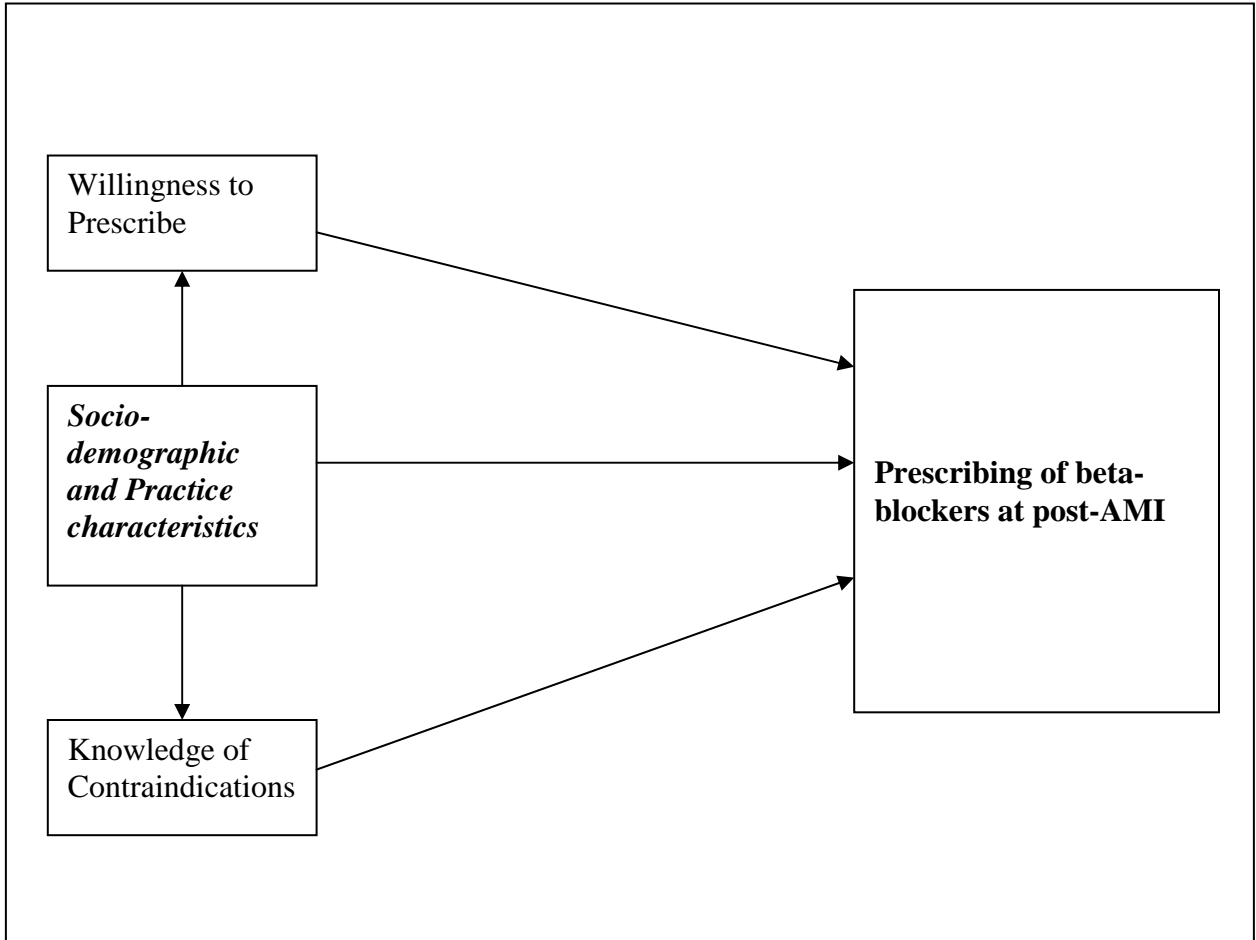 Willingness to
Prescribe
Socio-
demographic
and Practice
characteristics
Prescribing of beta-
blockers at post-AMI
Knowledge of
Contraindications